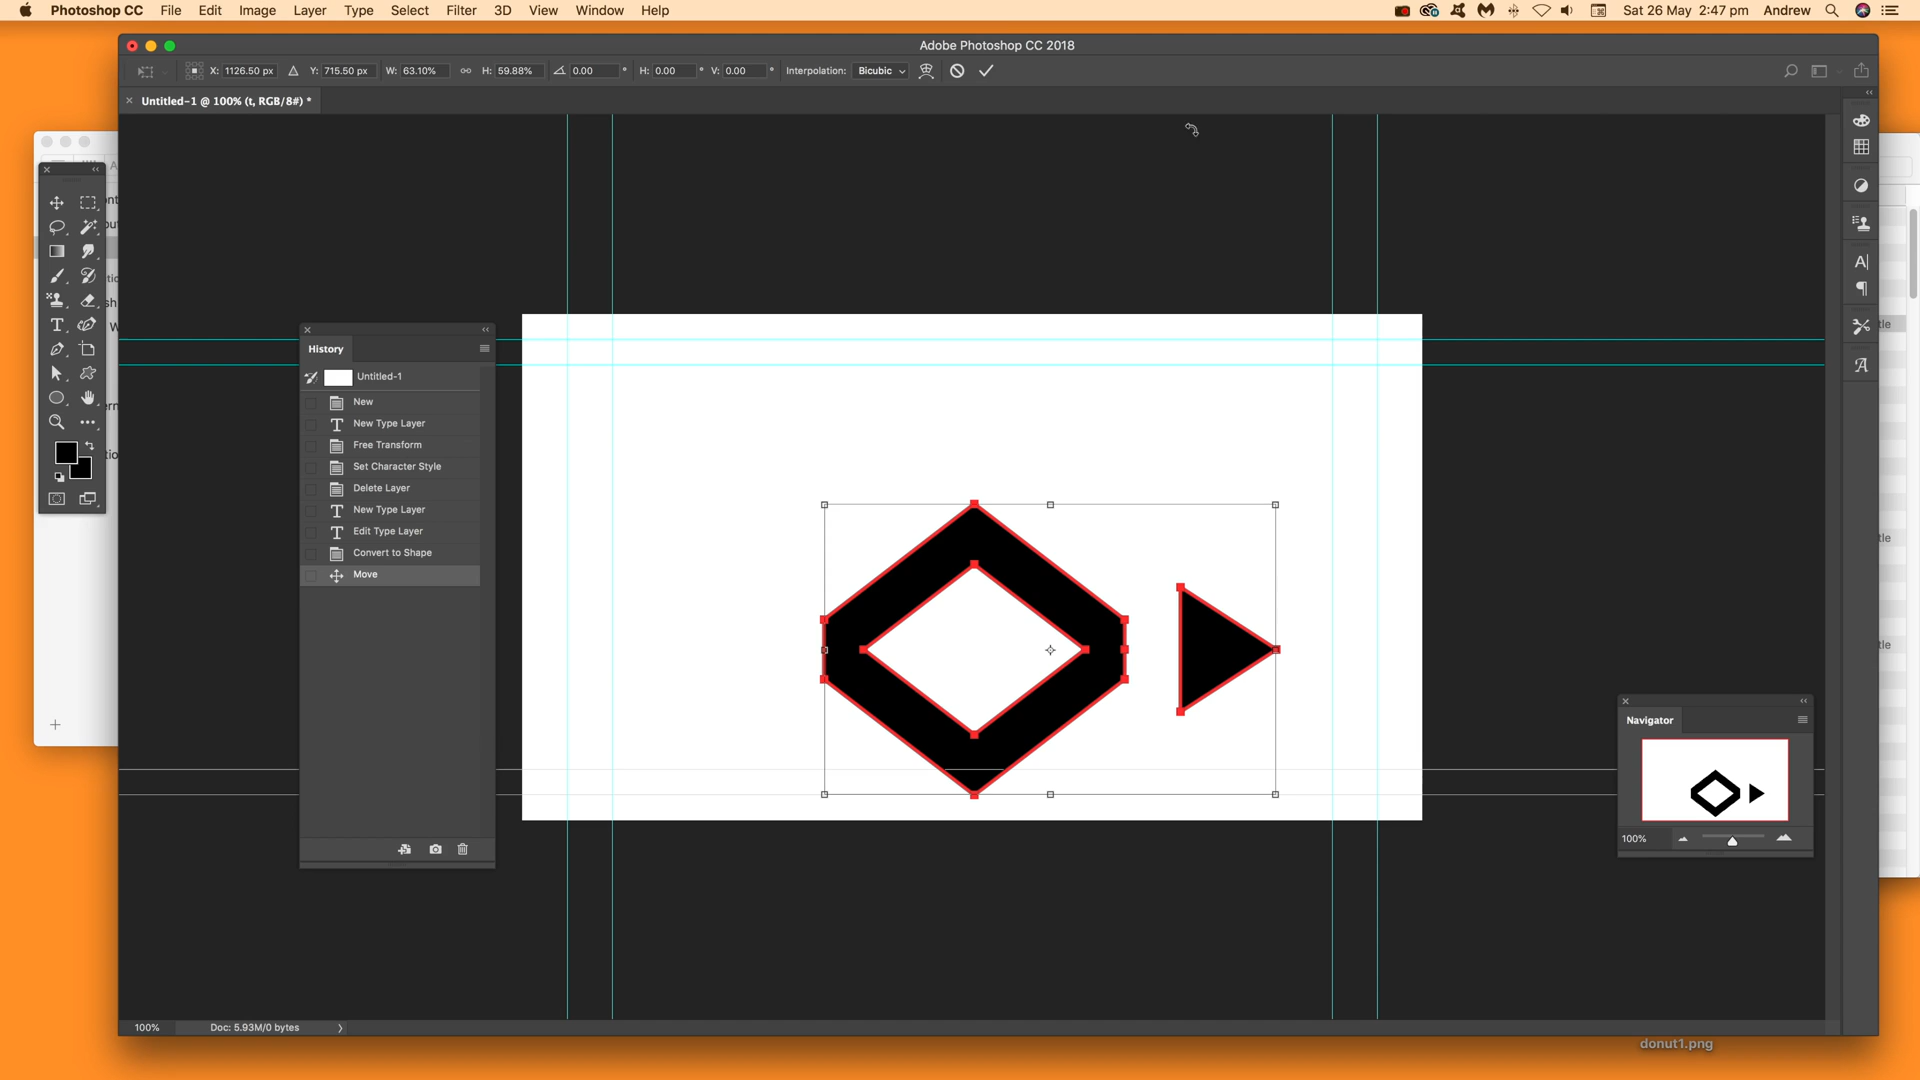 Photoshop CC File Edit Image Layer Type Select Filter 3D View Window Help Sat 26 May 2:47 pm Andrew
Adobe Photoshop CC 2018
X: 1126.50 px Y: 715.50 px W: 63.10% H: 59.88% 0.00 ° H: 0.00 ° V: 0.00 ° Interpolation: Bicubic
Untitled-1 @ 100% (t, RGB/8#) *
History
Untitled-1
New
New Type Layer
Free Transform
Set Character Style
Delete Layer
New Type Layer
Edit Type Layer
Convert to Shape
Move
Navigator
100%
100% Doc: 5.93M/0 bytes
donut1.png